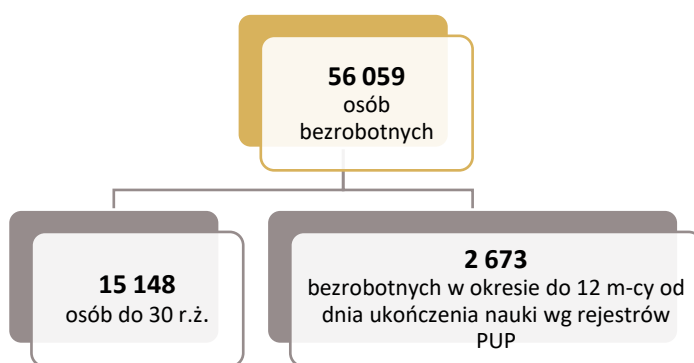 56 059
osób
bezrobotnych
15 148
osób do 30 r.ż.
2 673
bezrobotnych w okresie do 12 m-cy od
dnia ukończenia nauki wg rejestrów
PUP